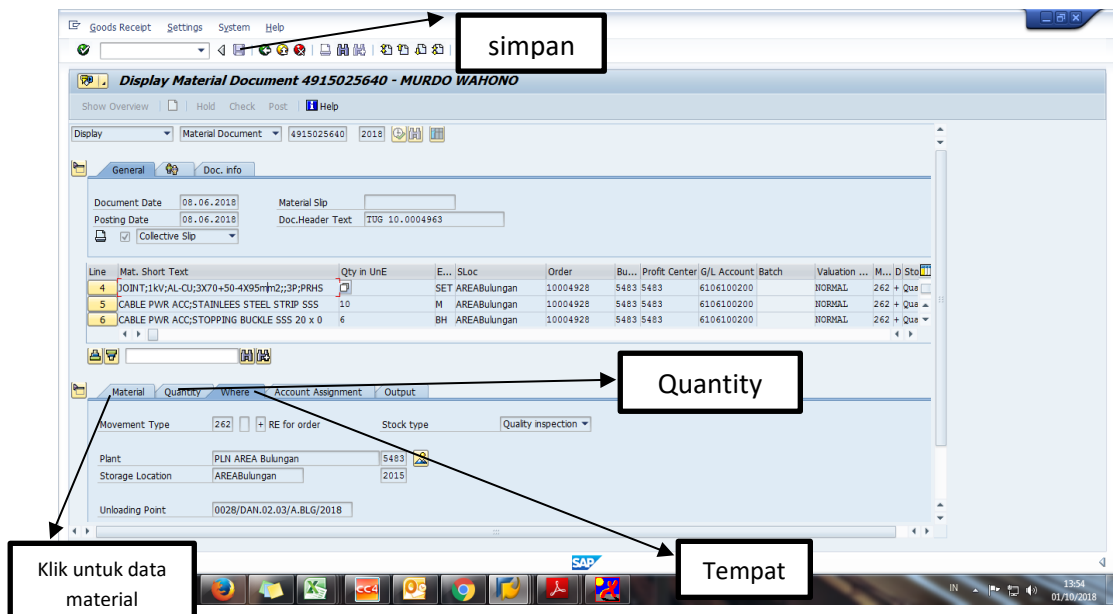 Goods Receipt Settings System Help
simpan
Display Material Document 4915025640 - MURDO WAHONO
Show Overview Hold Check Post Help
Display Material Document 4915025640 2018
General Doc. info
Document Date 08.06.2018 Material Slip
Posting Date 08.06.2018 Doc.Header Text TUG 10.0004963
Collective Slip
Line Mat. Short Text Qty in UnE E... SLoc Order Bu... Profit Center G/L Account Batch Valuation ... M... D Sto
4 JOINT;1kV;AL-CU;3X70+50-4X95mm2;;3P;PRHS SET AREABulungan 10004928 5483 5483 6106100200 NORMAL 262 + Qua
5 CABLE PWR ACC;STAINLEES STEEL STRIP SSS 10 M AREABulungan 10004928 5483 5483 6106100200 NORMAL 262 + Qua
6 CABLE PWR ACC;STOPPING BUCKLE SSS 20 x 0 6 BH AREABulungan 10004928 5483 5483 6106100200 NORMAL 262 + Qua
Quantity
Material Quantity Where Account Assignment Output
Movement Type 262 + RE for order Stock type Quality inspection
Plant PLN AREA Bulungan 5483
Storage Location AREABulungan 2015
Unloading Point 0028/DAN.02.03/A.BLG/2018
SAP
Klik untuk data
material
Tempat
CC4
IN 13:54
01/10/2018